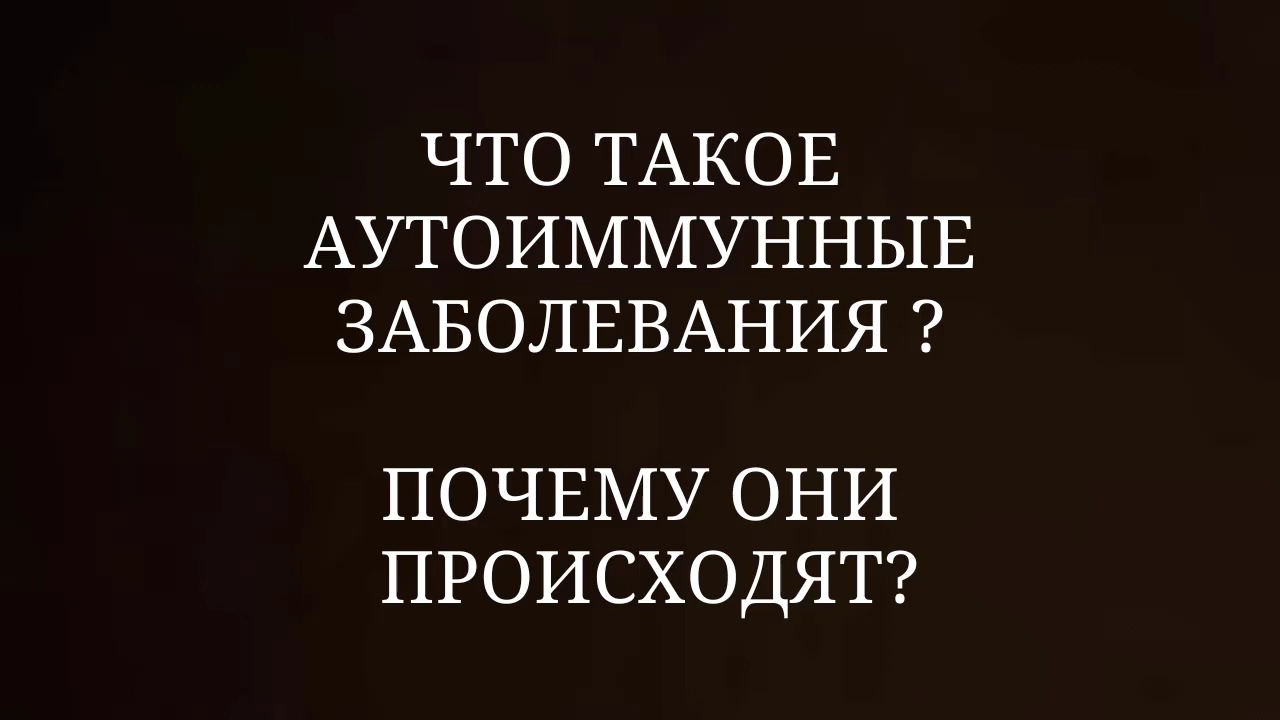 ЧТО ТАКОЕ
АУТОИММУННЫЕ
ЗАБОЛЕВАНИЯ ?
ПОЧЕМУ ОНИ
ПРОИСХОДЯТ?